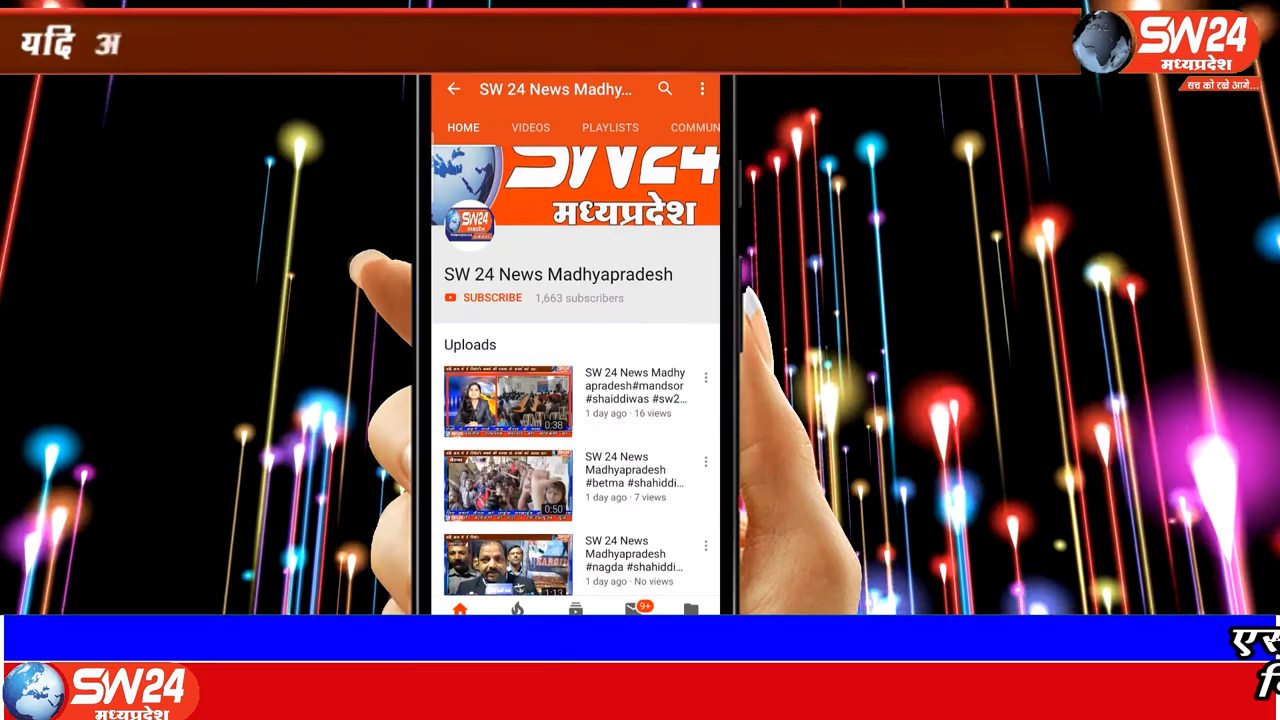 यदि अ
SW24
मध्यप्रदेश
सच को रखे आगे...
SW 24 News Madhy...
HOME VIDEOS PLAYLISTS COMMUN
SW24
मध्यप्रदेश
SW24
SW 24 News Madhyapradesh
SUBSCRIBE 1,663 subscribers
Uploads
SW 24 News Madhy
apradesh#mandsor
#shaiddiwas #sw2...
1 day ago · 16 views
0:38
SW 24 News
Madhyapradesh
#betma #shahiddi...
1 day ago · 7 views
0:50
SW 24 News
Madhyapradesh
#nagda #shahiddi...
1 day ago · No views
1:13
9+
SW24
मध्यप्रदेश